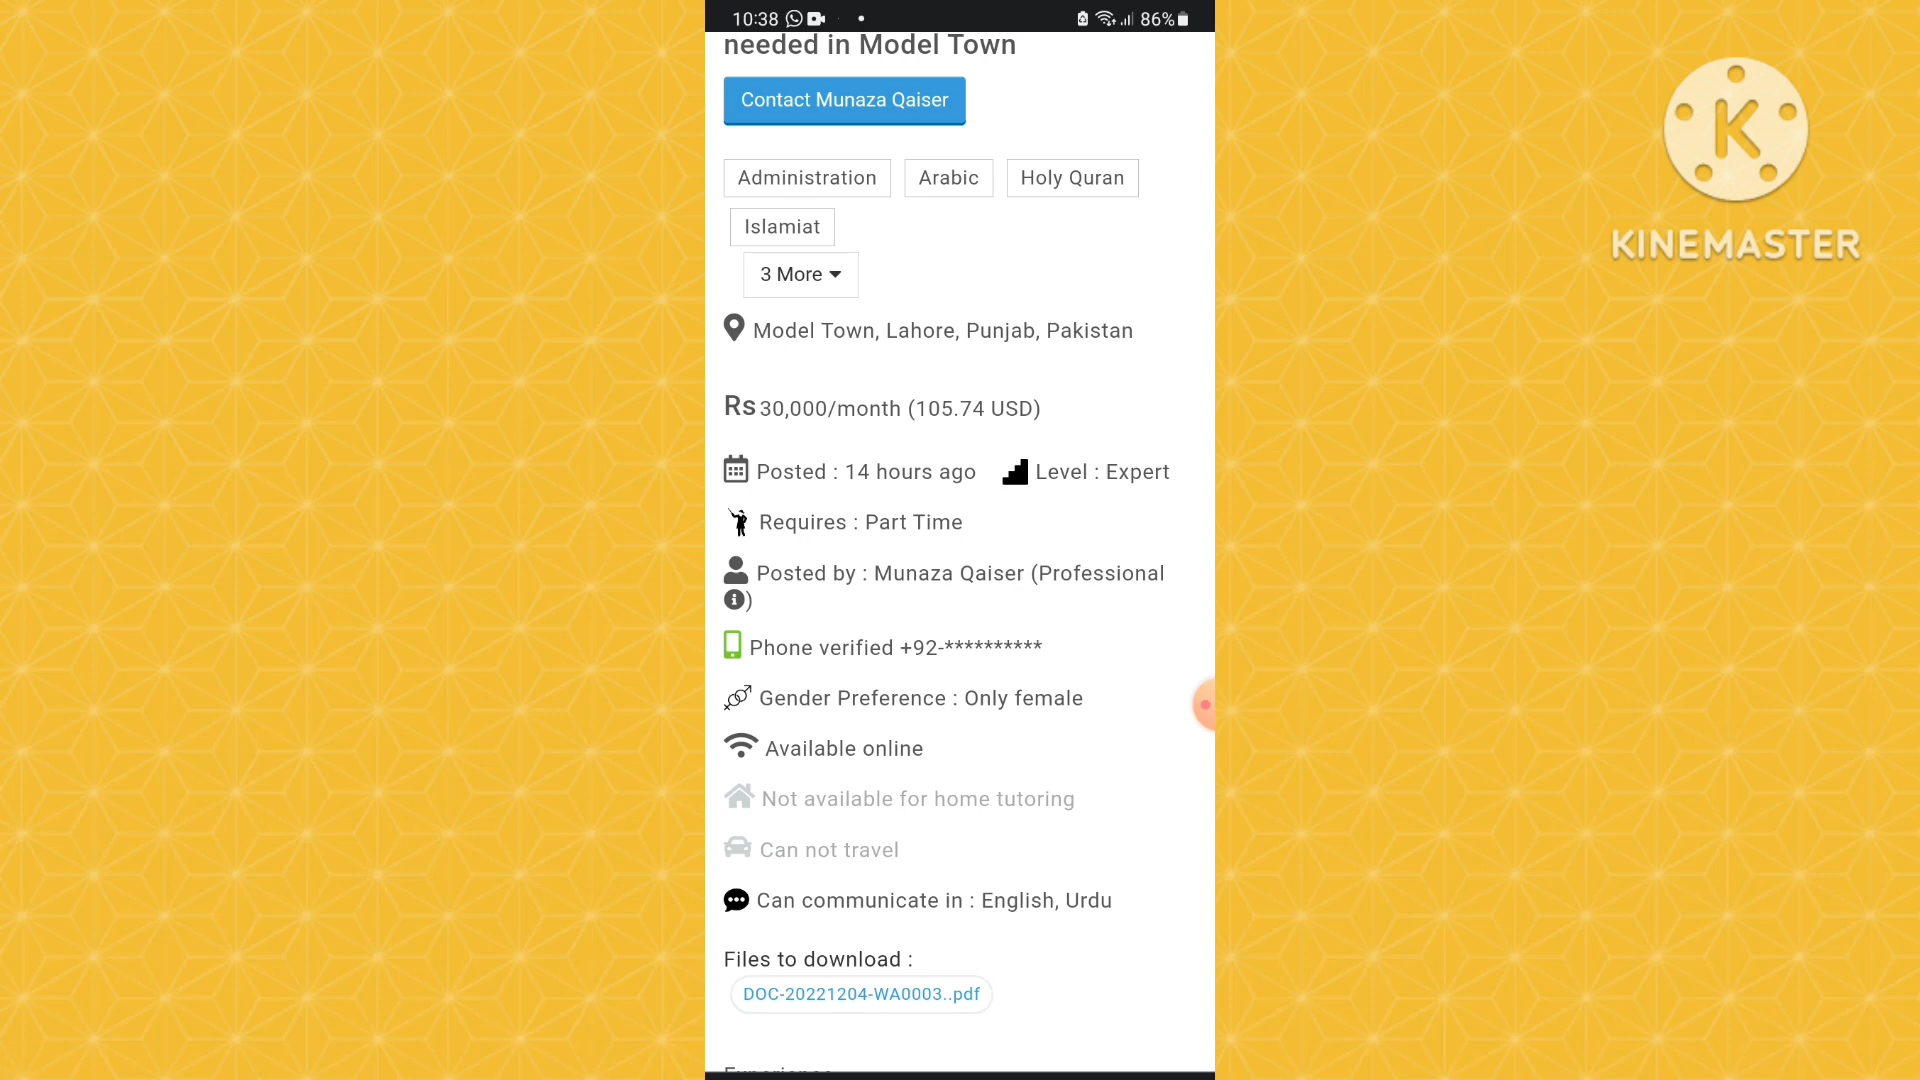 10:38 86%
needed in Model Town
Contact Munaza Qaiser
Administration Arabic Holy Quran
Islamiat
3 More
Model Town, Lahore, Punjab, Pakistan
Rs 30,000/month (105.74 USD)
Posted : 14 hours ago Level : Expert
Requires : Part Time
Posted by : Munaza Qaiser (Professional
)
Phone verified +92-**********
Gender Preference : Only female
Available online
Not available for home tutoring
Can not travel
Can communicate in : English, Urdu
Files to download :
DOC-20221204-WA0003..pdf
K
KINEMASTER